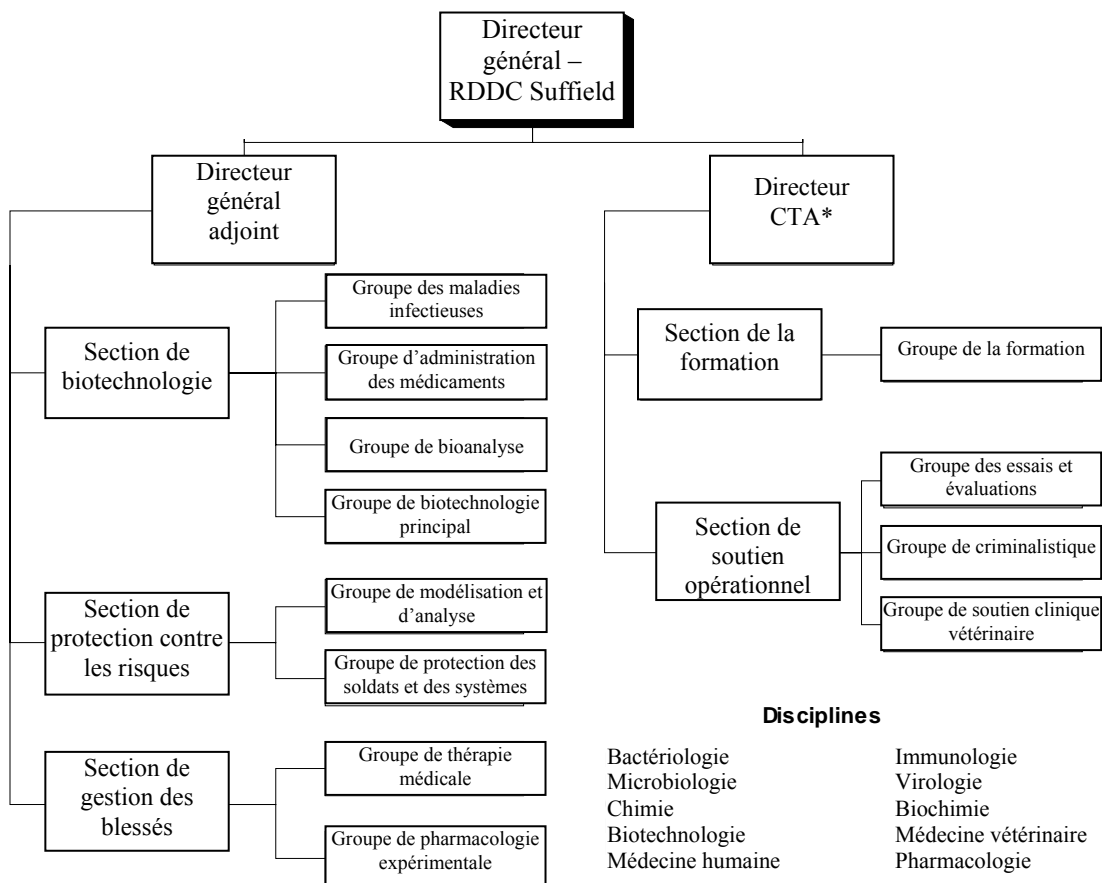 Directeur
général –
RDDC Suffield
Directeur
général
adjoint
Directeur
CTA*
Section de
biotechnologie
Groupe des maladies
infectieuses
Groupe d'administration
des médicaments
Groupe de bioanalyse
Groupe de biotechnologie
principal
Section de
protection contre
les risques
Groupe de modélisation et
d'analyse
Groupe de protection des
soldats et des systèmes
Section de
gestion des
blessés
Groupe de thérapie
médicale
Groupe de pharmacologie
expérimentale
Section de la
formation
Groupe de la formation
Section de
soutien
opérationnel
Groupe des essais et
évaluations
Groupe de criminalistique
Groupe de soutien clinique
vétérinaire
Disciplines
Bactériologie
Microbiologie
Chimie
Biotechnologie
Médecine humaine
Immunologie
Virologie
Biochimie
Médecine vétérinaire
Pharmacologie